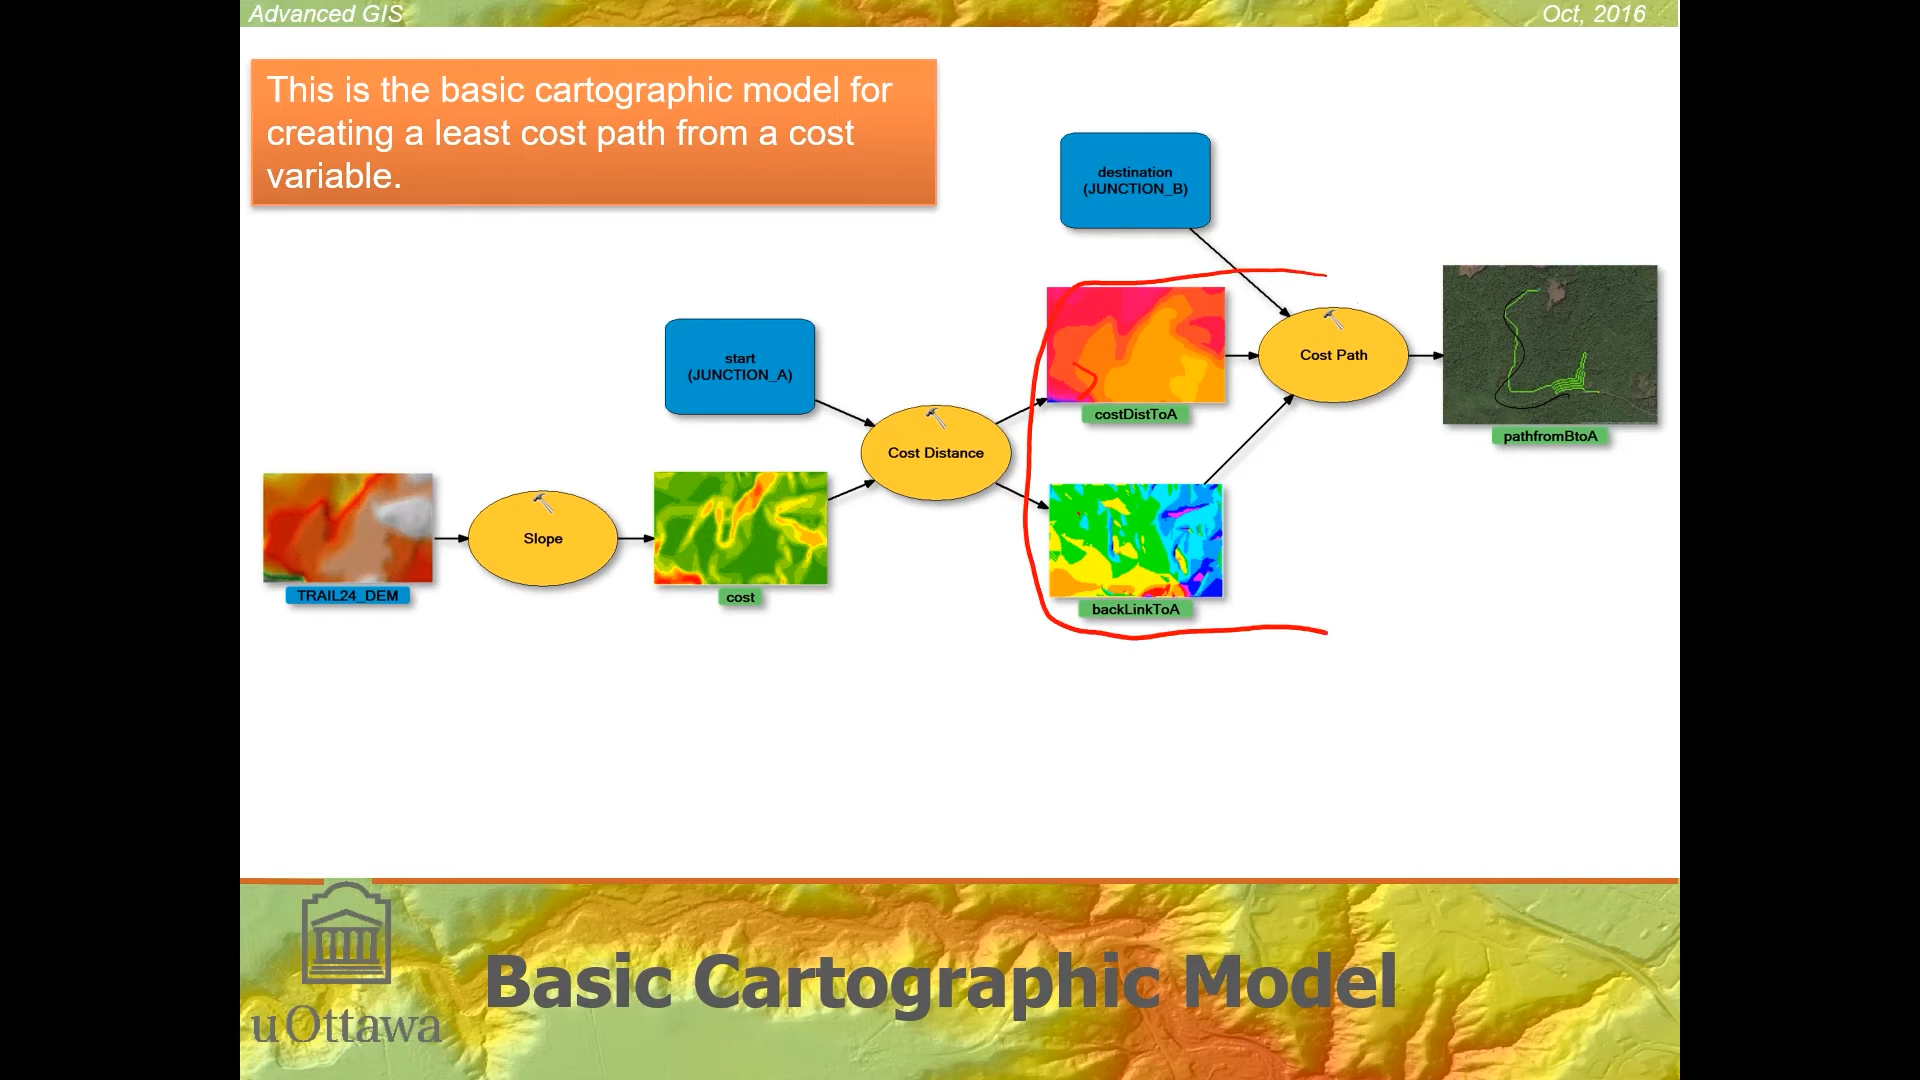 Advanced GIS
Oct, 2016
This is the basic cartographic model for
creating a least cost path from a cost
variable.
destination
(JUNCTION_B)
start
(JUNCTION_A)
Cost Path
costDistToA
pathfromBtoA
Cost Distance
Slope
TRAIL24_DEM
cost
backLinkToA
Basic Cartographic Model
uOttawa